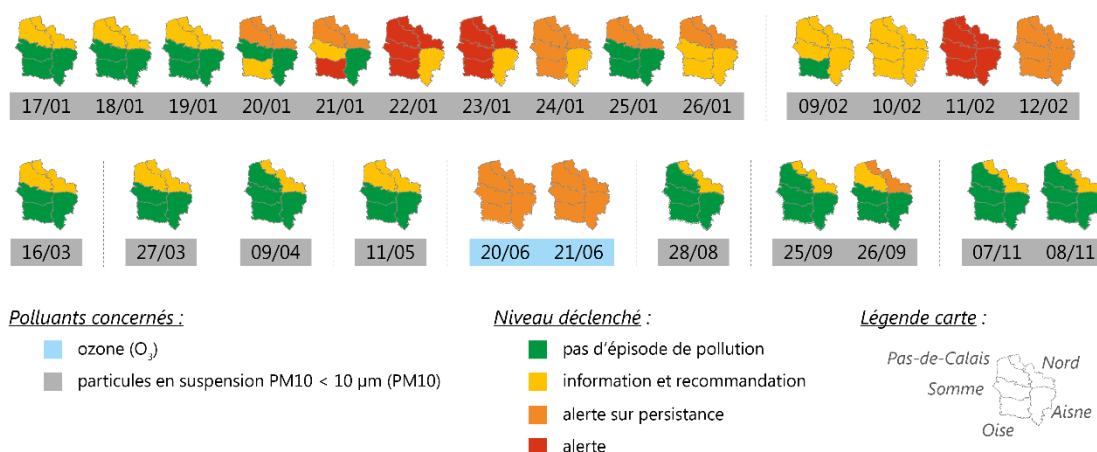 17/01 18/01 19/01 20/01 21/01 22/01 23/01 24/01 25/01 26/01 09/02 10/02 11/02 12/02
16/03 27/03 09/04 11/05 20/06 21/06 28/08 25/09 26/09 07/11 08/11
Polluants concernés :
ozone (O₃)
particules en suspension PM10 < 10 µm (PM10)
Niveau déclenché :
pas d'épisode de pollution
information et recommandation
alerte sur persistance
alerte
Légende carte :
Pas-de-Calais Nord
Somme
Aisne
Oise